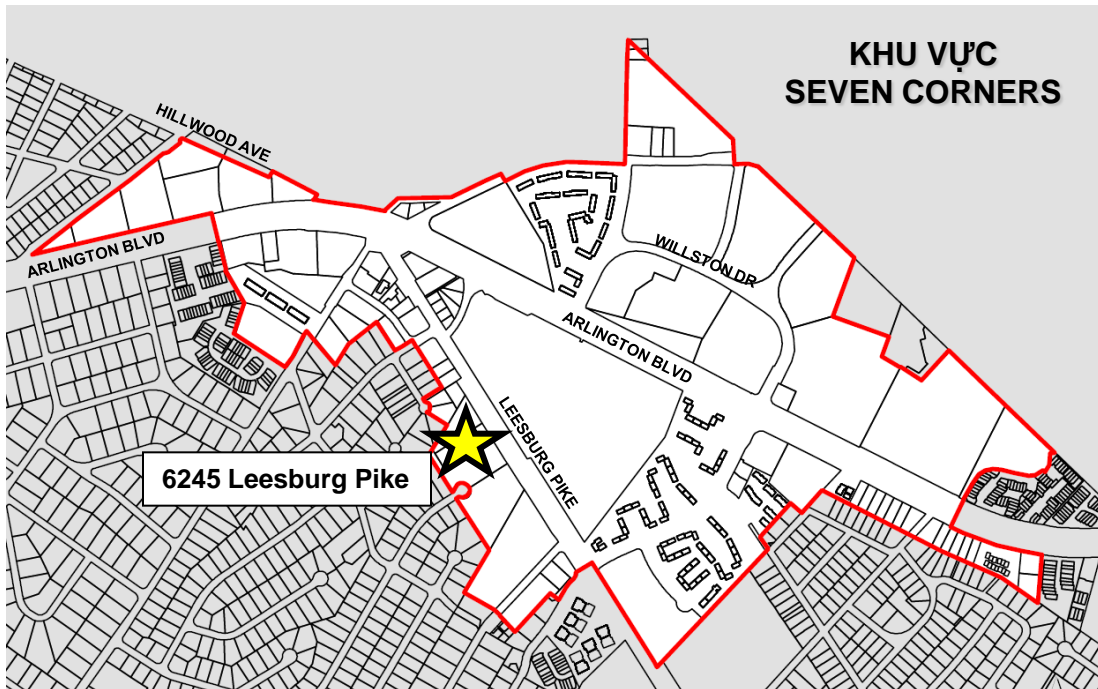 KHU VỰC
SEVEN CORNERS
HILLWOOD AVE
ARLINGTON BLVD
WILLSTON DR
ARLINGTON BLVD
LEESBURG PIKE
6245 Leesburg Pike